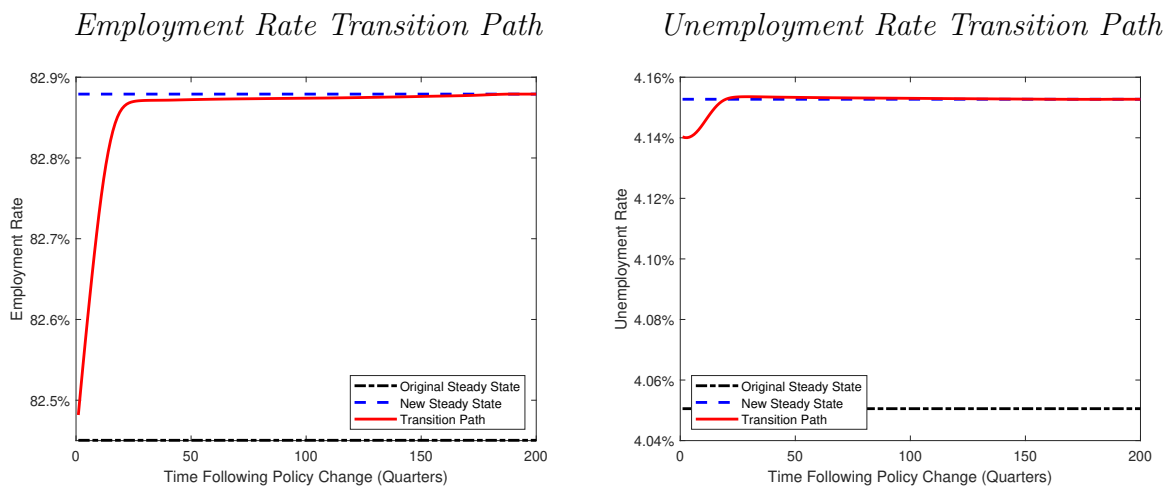 Employment Rate Transition Path
82.9%
82.8%
82.7%
82.6%
82.5%
Employment Rate
0
50
100
150
200
Time Following Policy Change (Quarters)
Original Steady State
New Steady State
Transition Path
Unemployment Rate Transition Path
4.16%
4.14%
4.12%
4.10%
4.08%
4.06%
4.04%
Unemployment Rate
0
50
100
150
200
Time Following Policy Change (Quarters)
Original Steady State
New Steady State
Transition Path